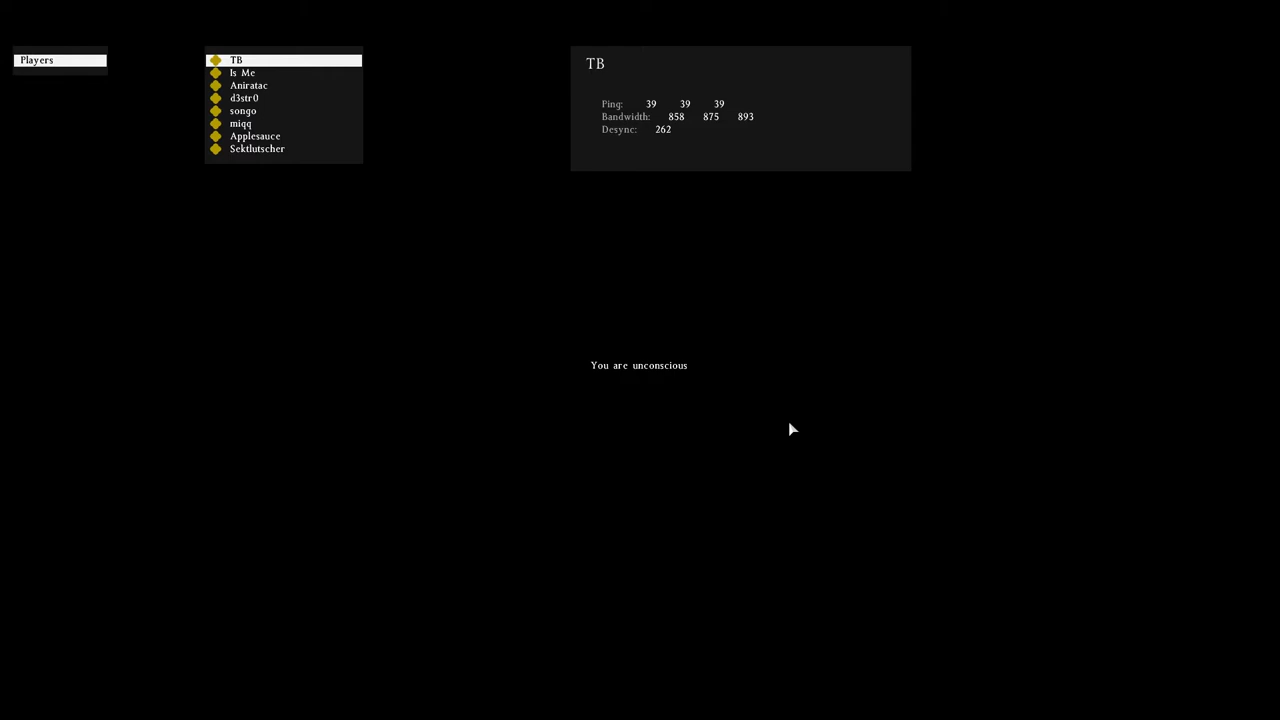 Players
TB
Is Me
Aniratac
d3str0
songo
miqq
Applesauce
Sektlutscher
TB
Ping: 39 39 39
Bandwidth: 858 875 893
Desync: 262
You are unconscious